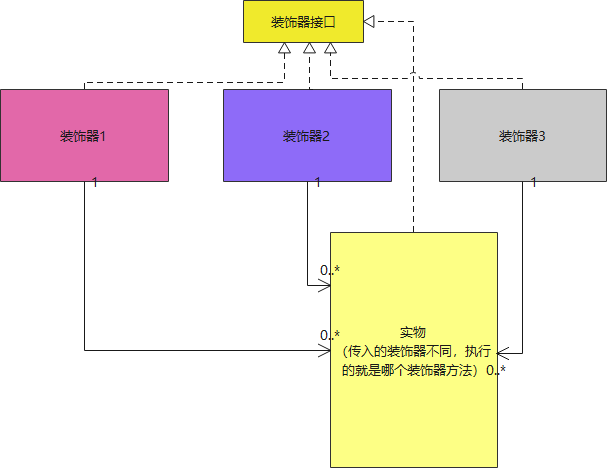 装饰器接口
装饰器1
装饰器2
装饰器3
1
1
1
0..*
0..*
实物
（传入的装饰器不同，执行
的就是哪个装饰器方法）
0..*